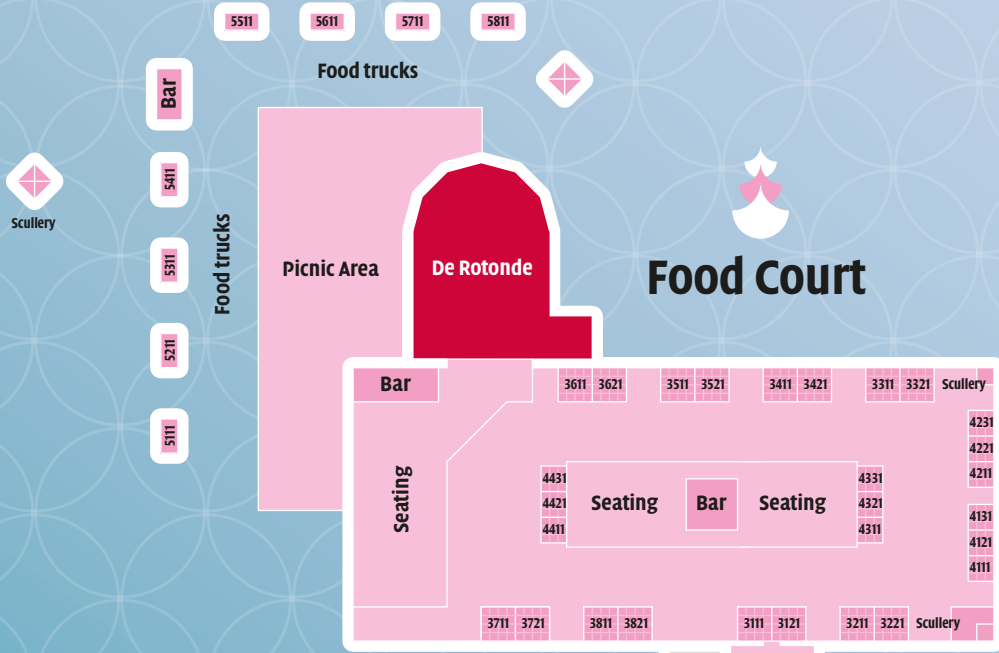 5511
5611
5711
5811
Food trucks
Bar
5411
Scullery
Food trucks
5311
5211
5111
Picnic Area
De Rotonde
Food Court
Bar
3611
3621
3511
3521
3411
3421
3311
3321
Scullery
4231
4221
4211
Seating
4431
4421
4411
Seating
Bar
Seating
4331
4321
4311
4131
4121
4111
3711
3721
3811
3821
3111
3121
3211
3221
Scullery